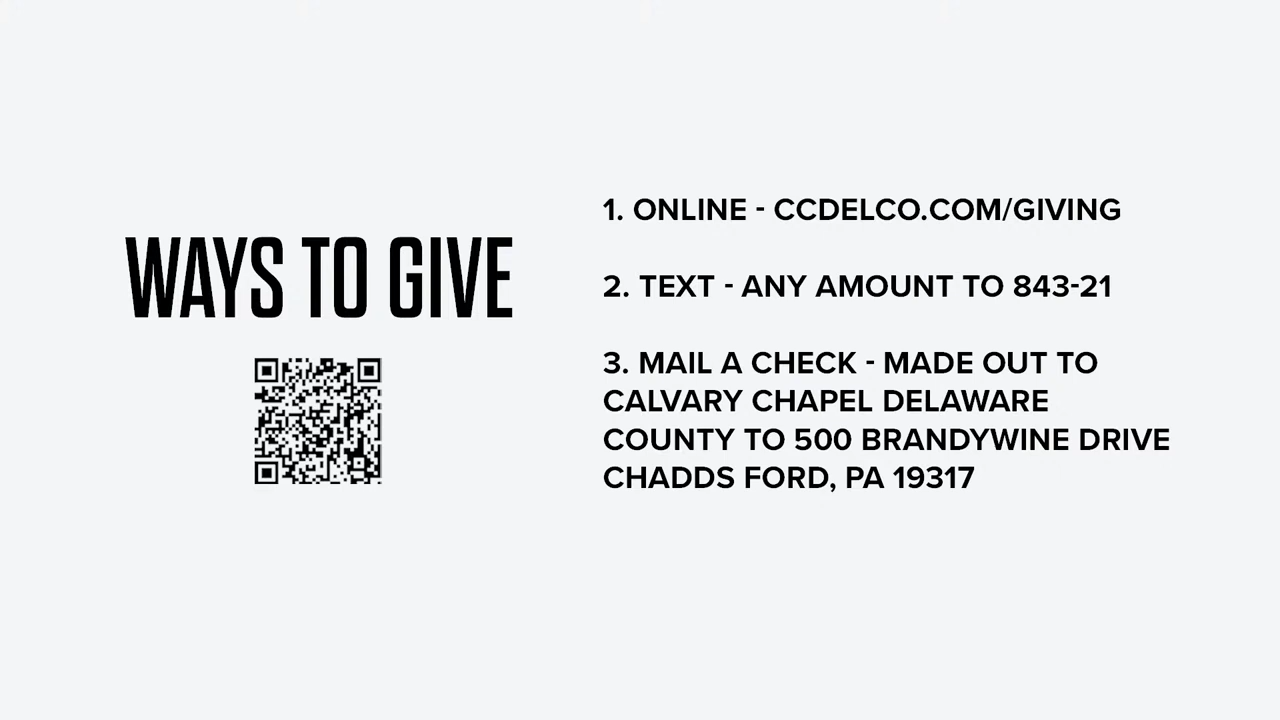 WAYS TO GIVE
1. ONLINE - CCDELCO.COM/GIVING
2. TEXT - ANY AMOUNT TO 843-21
3. MAIL A CHECK - MADE OUT TO
CALVARY CHAPEL DELAWARE
COUNTY TO 500 BRANDYWINE DRIVE
CHADDS FORD, PA 19317